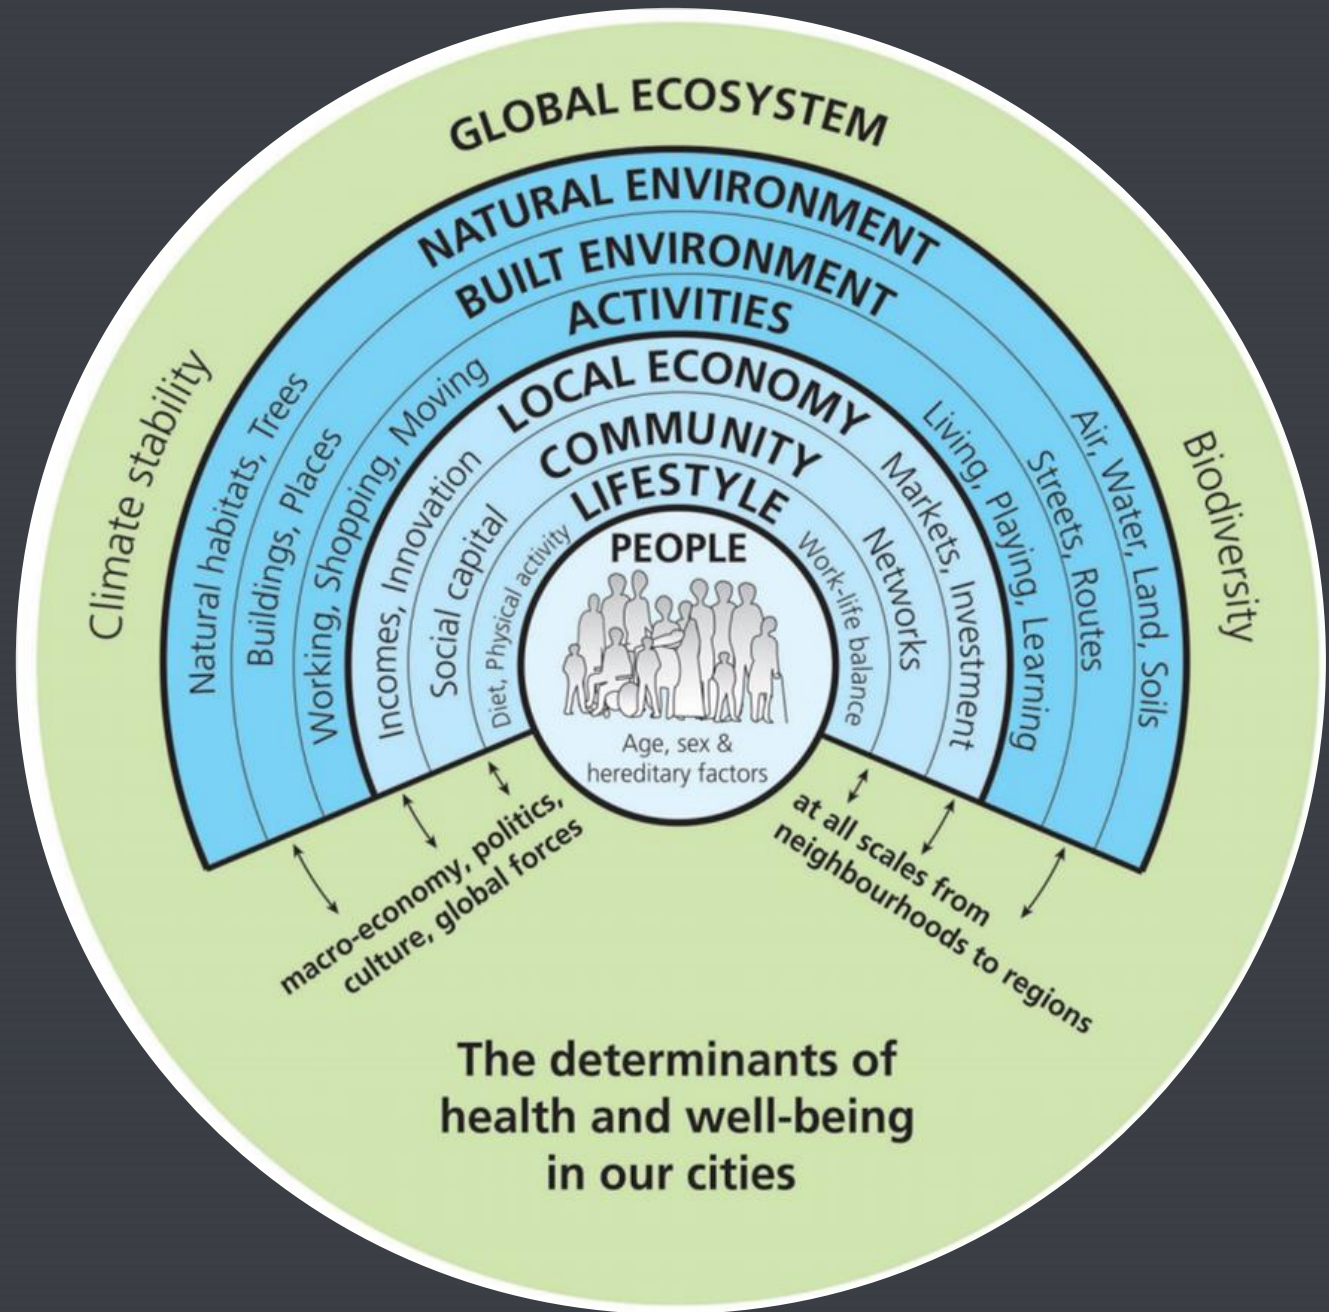 GLOBAL ECOSYSTEM
Climate stability
Biodiversity
NATURAL ENVIRONMENT
Natural habitats, Trees
Air, Water, Land, Soils
BUILT ENVIRONMENT
Buildings, Places
Streets, Routes
ACTIVITIES
Working, Shopping, Moving
Living, Playing, Learning
LOCAL ECONOMY
Incomes, Innovation
Markets, Investment
COMMUNITY
Social capital
Networks
LIFESTYLE
Diet, Physical activity
Work-life balance
PEOPLE
Age, sex &
hereditary factors
macro-economy, politics,
culture, global forces
at all scales from
neighbourhoods to regions
The determinants of
health and well-being
in our cities